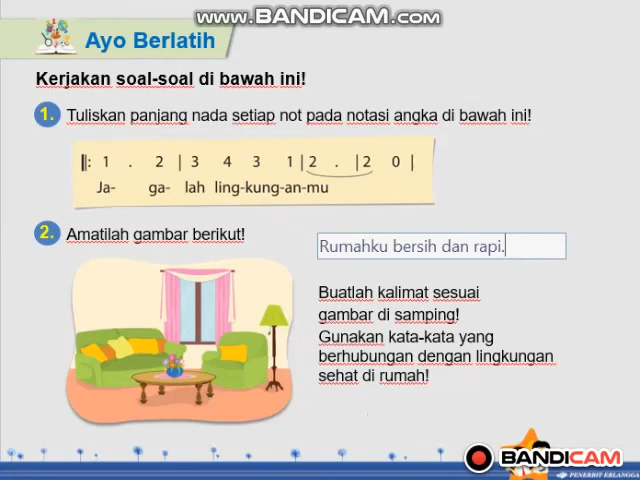 WWW.BANDICAM.COM
Ayo Berlatih
Kerjakan soal-soal di bawah ini!
1. Tuliskan panjang nada setiap not pada notasi angka di bawah ini!
‖: 1 . 2 | 3 4 3 1 | 2 . | 2 0 |
Ja- ga- lah ling-kung-an-mu
2. Amatilah gambar berikut!
Rumahku bersih dan rapi.
Buatlah kalimat sesuai
gambar di samping!
Gunakan kata-kata yang
berhubungan dengan lingkungan
sehat di rumah!
BANDICAM
PENERBIT ERLANGGA